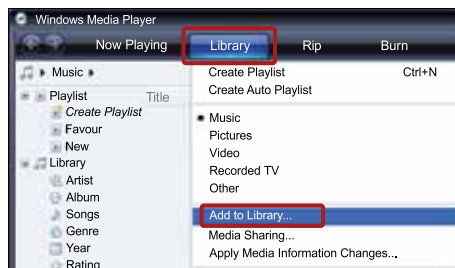 Windows Media Player
Now Playing Library Rip Burn
Music
Playlist Title
Create Playlist
Favour
New
Library
Artist
Album
Songs
Genre
Year
Rating
Create Playlist Ctrl+N
Create Auto Playlist
Music
Pictures
Video
Recorded TV
Other
Add to Library...
Media Sharing...
Apply Media Information Changes...